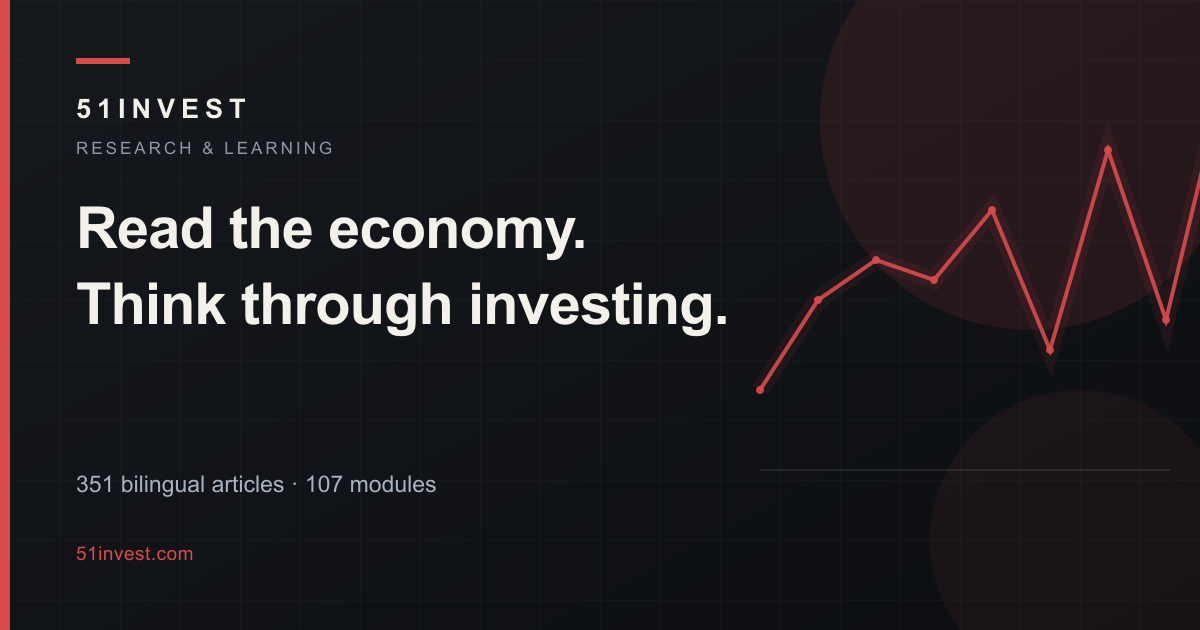 51INVEST
RESEARCH & LEARNING
Read the economy.
Think through investing.
351 bilingual articles · 107 modules
51invest.com